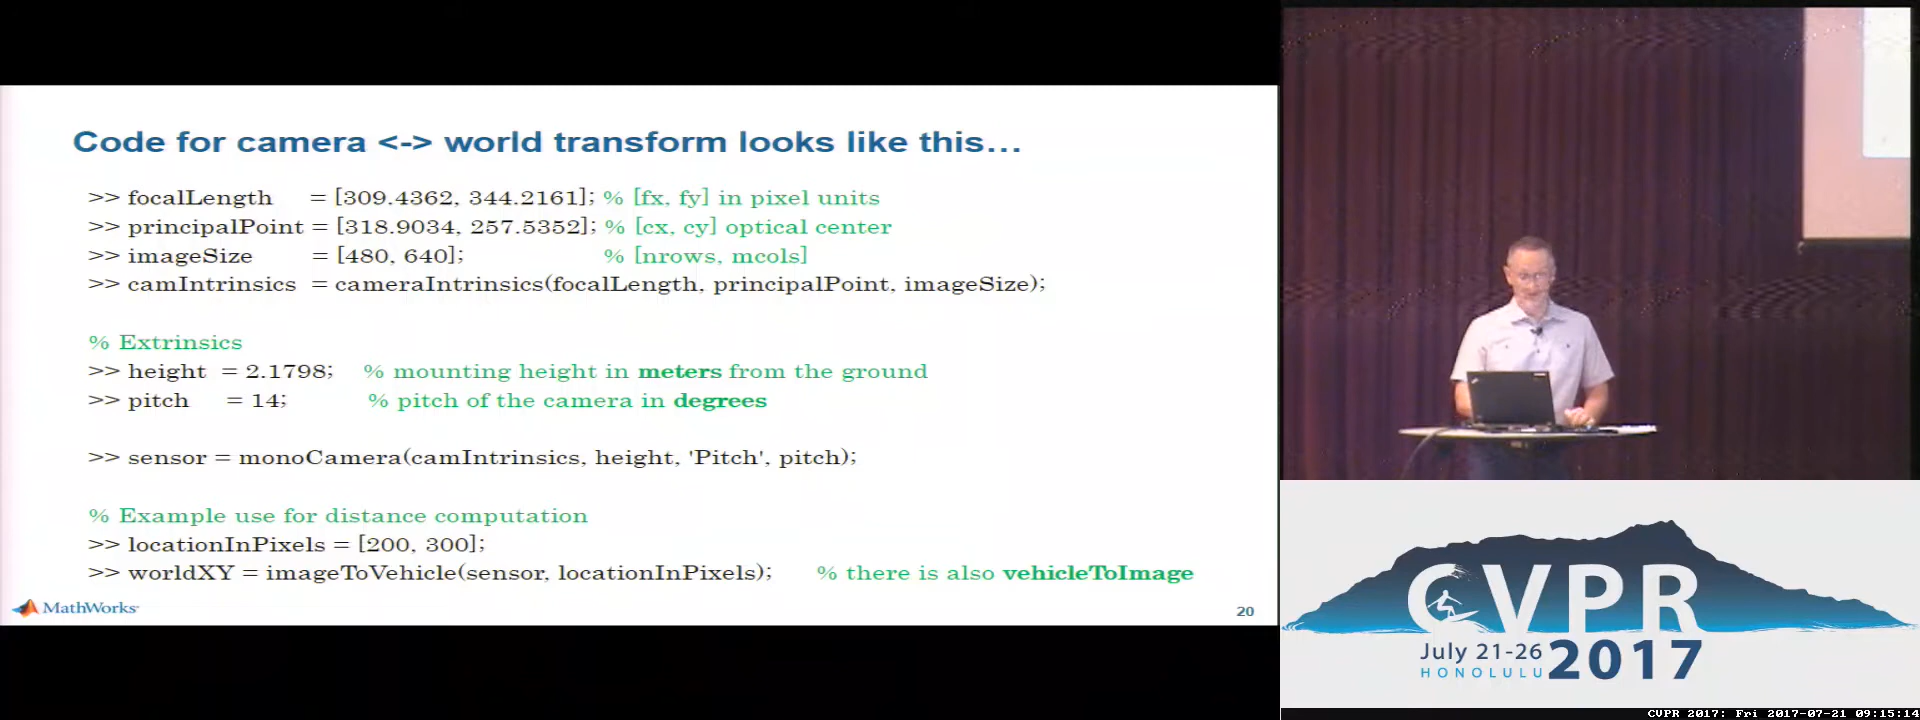 Code for camera <-> world transform looks like this…
>> focalLength = [309.4362, 344.2161]; % [fx, fy] in pixel units
>> principalPoint = [318.9034, 257.5352]; % [cx, cy] optical center
>> imageSize = [480, 640]; % [nrows, mcols]
>> camIntrinsics = cameraIntrinsics(focalLength, principalPoint, imageSize);
% Extrinsics
>> height = 2.1798; % mounting height in meters from the ground
>> pitch = 14; % pitch of the camera in degrees
>> sensor = monoCamera(camIntrinsics, height, 'Pitch', pitch);
% Example use for distance computation
>> locationInPixels = [200, 300];
>> worldXY = imageToVehicle(sensor, locationInPixels); % there is also vehicleToImage
MathWorks
20
CVPR
July 21-26
HONOLULU
2017
CVPR 2017: Fri 2017-07-21 09:15:14